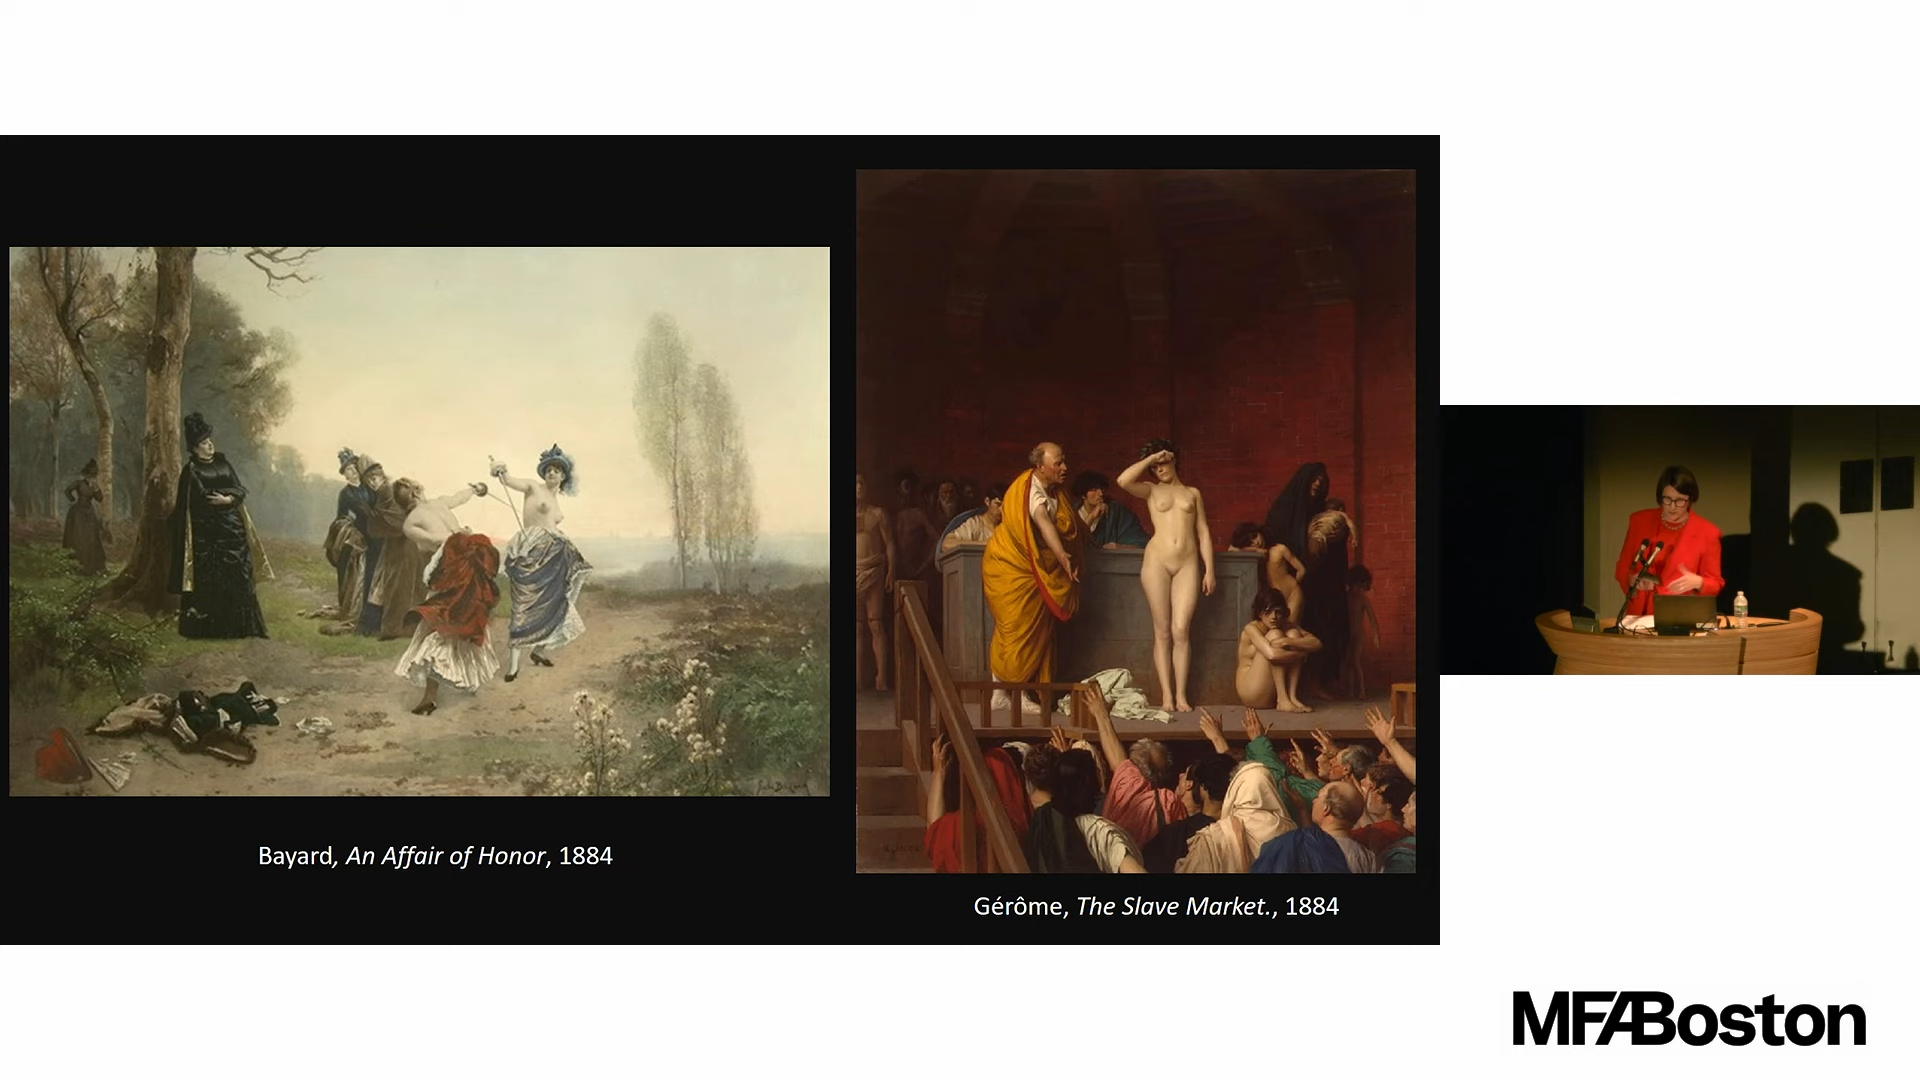 Bayard, An Affair of Honor, 1884
Gérôme, The Slave Market., 1884
MFABoston